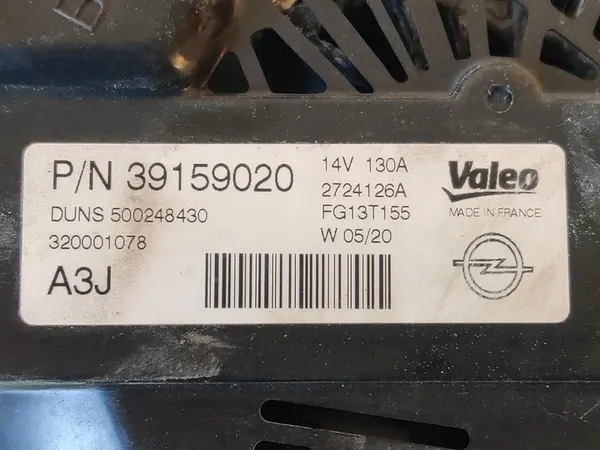 P/N 39159020
DUNS 500248430
320001078
A3J
14V 130A
2724126A
FG13T155
W 05/20
Valeo
MADE IN FRANCE